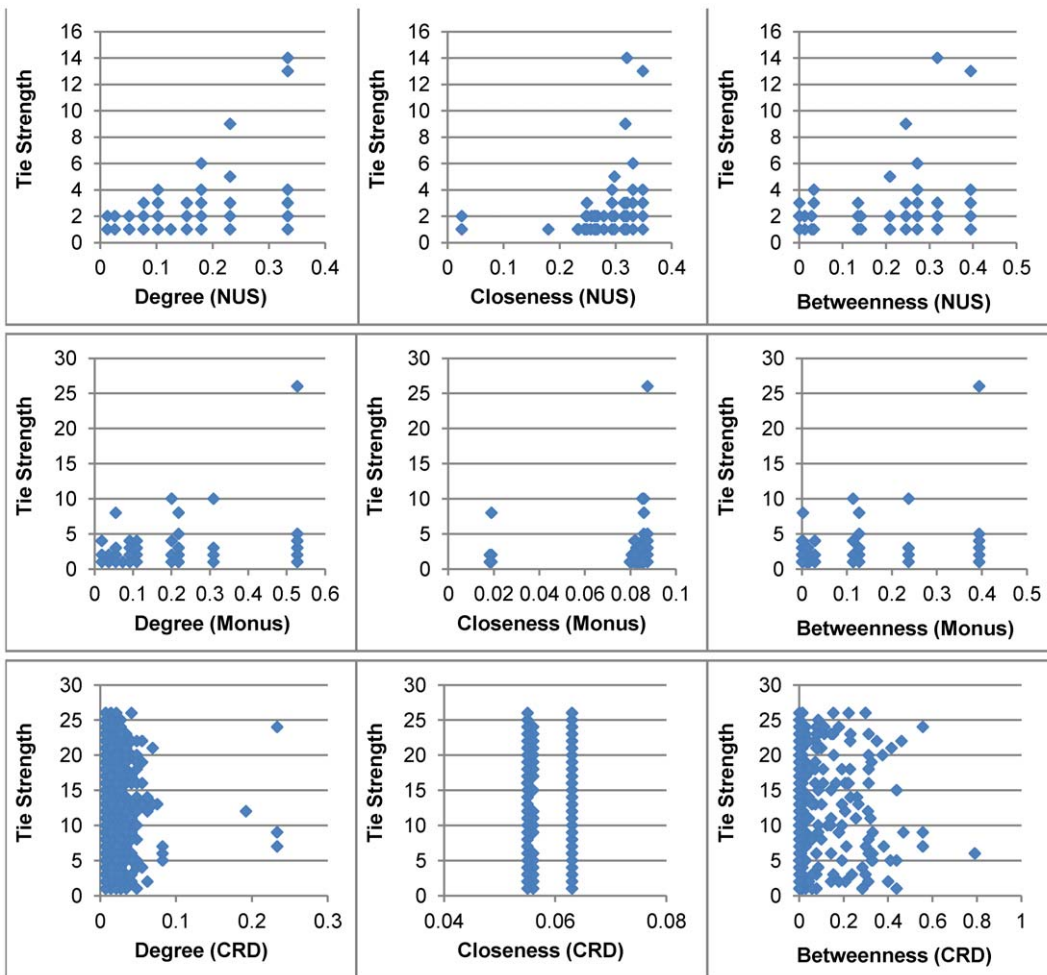 Tie Strength
16
14
12
10
8
6
4
2
0
0 0.1 0.2 0.3 0.4
Degree (NUS)
Tie Strength
16
14
12
10
8
6
4
2
0
0 0.1 0.2 0.3 0.4
Closeness (NUS)
Tie Strength
16
14
12
10
8
6
4
2
0
0 0.1 0.2 0.3 0.4 0.5
Betweenness (NUS)
Tie Strength
30
25
20
15
10
5
0
0 0.1 0.2 0.3 0.4 0.5 0.6
Degree (Monus)
Tie Strength
30
25
20
15
10
5
0
0 0.02 0.04 0.06 0.08 0.1
Closeness (Monus)
Tie Strength
30
25
20
15
10
5
0
0 0.1 0.2 0.3 0.4 0.5
Betweenness (Monus)
Tie Strength
30
25
20
15
10
5
0
0 0.1 0.2 0.3
Degree (CRD)
Tie Strength
30
25
20
15
10
5
0
0.04 0.06 0.08
Closeness (CRD)
Tie Strength
30
25
20
15
10
5
0
0 0.2 0.4 0.6 0.8 1
Betweenness (CRD)